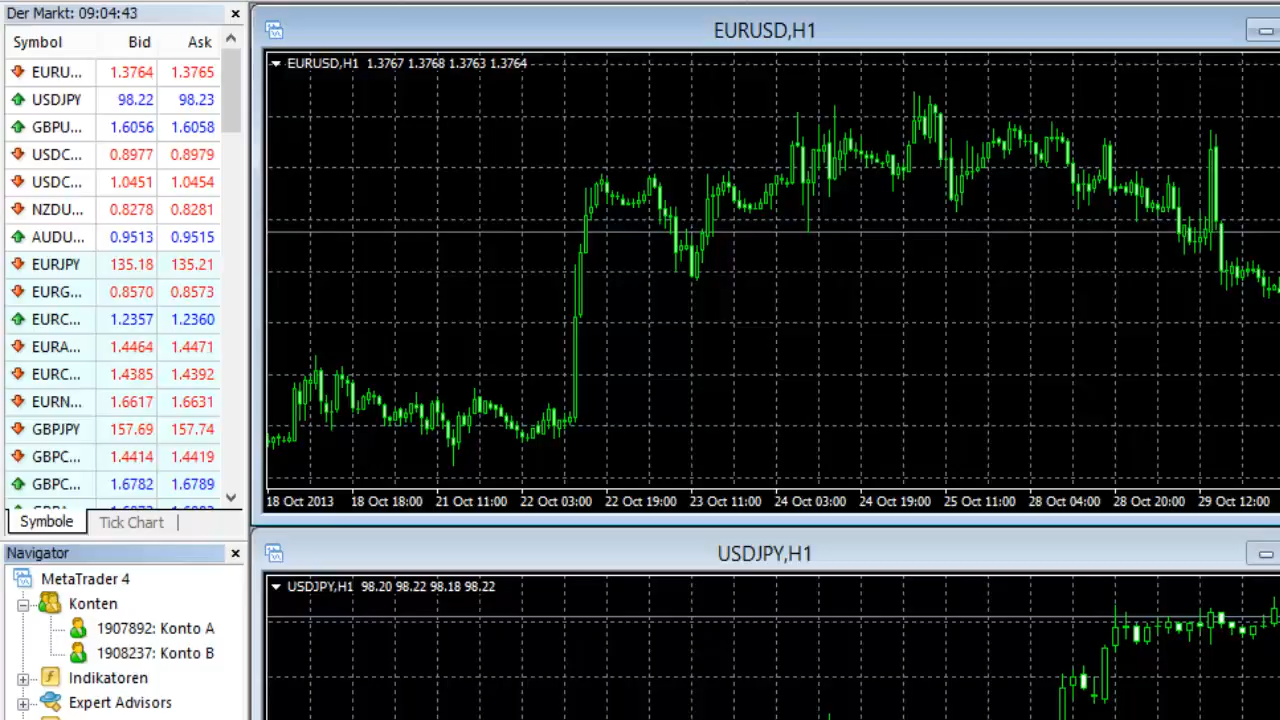 Der Markt: 09:04:43
Symbol Bid Ask
EURU... 1.3764 1.3765
USDJPY 98.22 98.23
GBPU... 1.6056 1.6058
USDC... 0.8977 0.8979
USDC... 1.0451 1.0454
NZDU... 0.8278 0.8281
AUDU... 0.9513 0.9515
EURJPY 135.18 135.21
EURG... 0.8570 0.8573
EURC... 1.2357 1.2360
EURA... 1.4464 1.4471
EURC... 1.4385 1.4392
EURN... 1.6617 1.6631
GBPJPY 157.69 157.74
GBPC... 1.4414 1.4419
GBPC... 1.6782 1.6789
Symbole Tick Chart
Navigator
MetaTrader 4
Konten
1907892: Konto A
1908237: Konto B
Indikatoren
Expert Advisors
EURUSD,H1
EURUSD,H1 1.3767 1.3768 1.3763 1.3764
18 Oct 2013 18 Oct 18:00 21 Oct 11:00 22 Oct 03:00 22 Oct 19:00 23 Oct 11:00 24 Oct 03:00 24 Oct 19:00 25 Oct 11:00 28 Oct 04:00 28 Oct 20:00 29 Oct 12:00
USDJPY,H1
USDJPY,H1 98.20 98.22 98.18 98.22